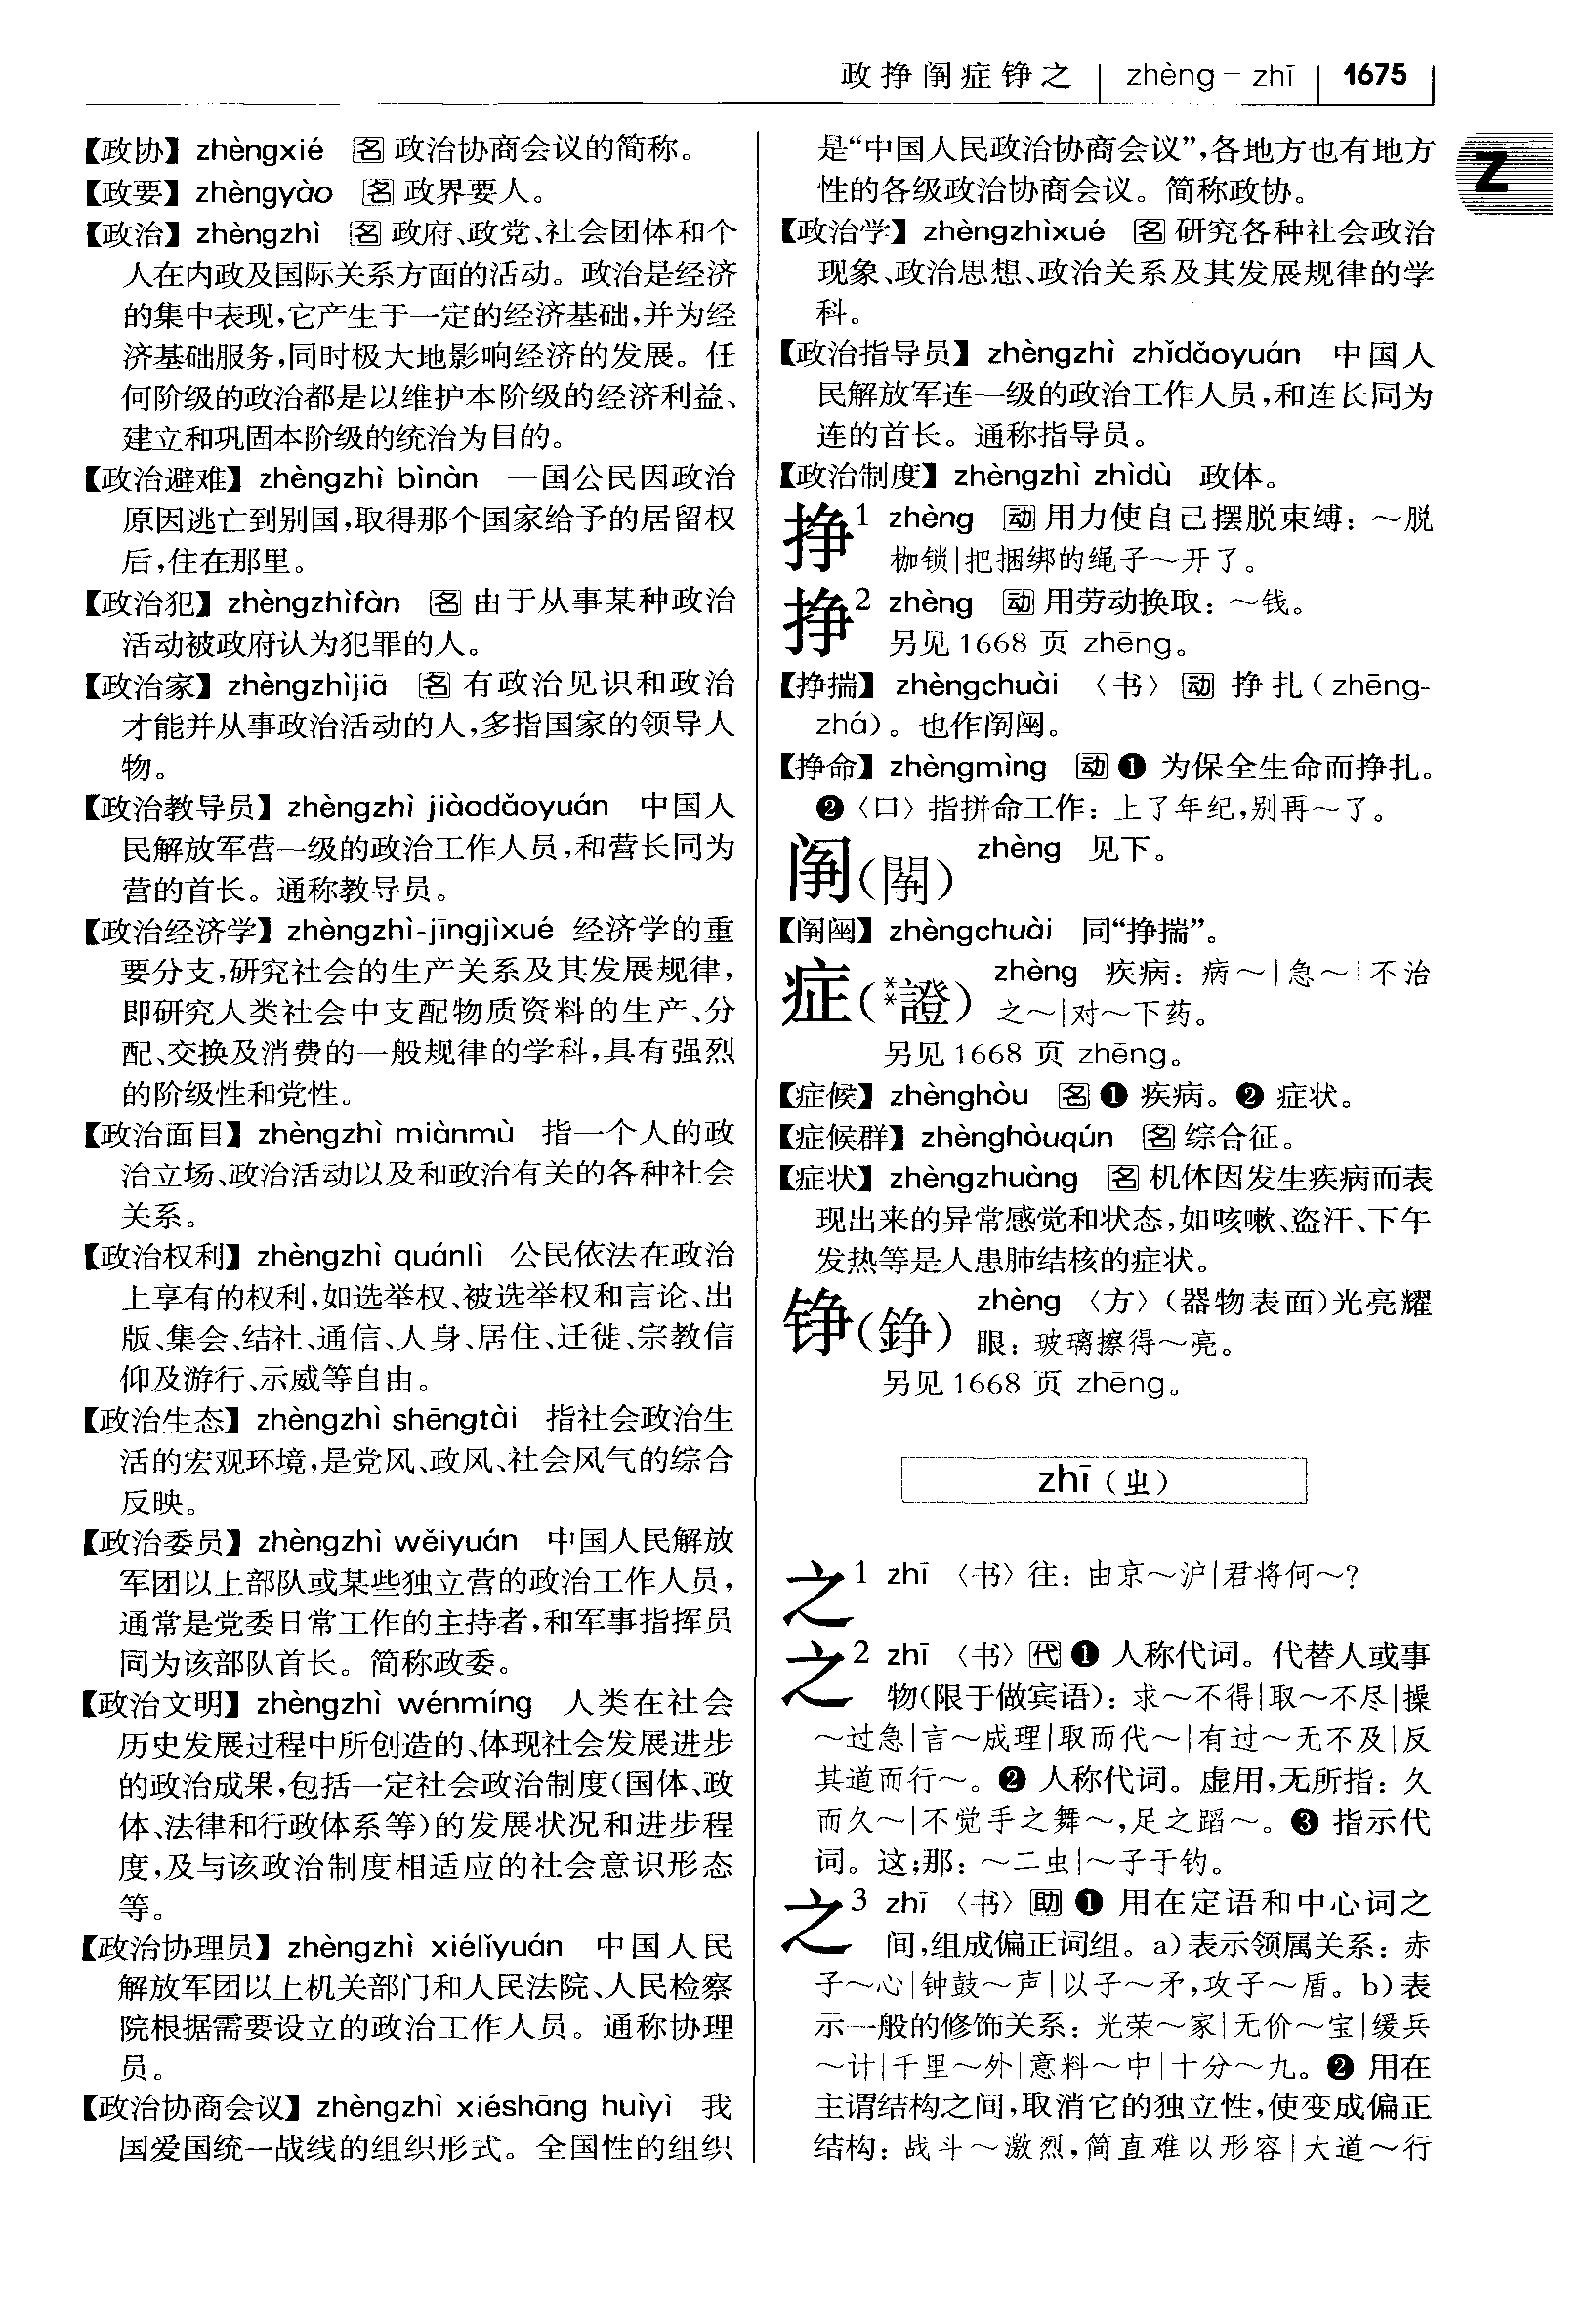 政挣阐症铮之 | zhèng－zhī | 1675
Z
【政协】 zhèngxié 名 政治协商会议的简称。
【政要】 zhèngyào 名 政界要人。
【政治】 zhèngzhì 名 政府、政党、社会团体和个
人在内政及国际关系方面的活动。政治是经济
的集中表现,它产生于一定的经济基础,并为经
济基础服务,同时极大地影响经济的发展。任
何阶级的政治都是以维护本阶级的经济利益、
建立和巩固本阶级的统治为目的。
【政治避难】 zhèngzhì bìnàn 一国公民因政治
原因逃亡到别国,取得那个国家给予的居留权
后,住在那里。
【政治犯】 zhèngzhìfàn 名 由于从事某种政治
活动被政府认为犯罪的人。
【政治家】 zhèngzhìjiā 名 有政治见识和政治
才能并从事政治活动的人,多指国家的领导人
物。
【政治教导员】 zhèngzhì jiàodǎoyuán 中国人
民解放军营一级的政治工作人员,和营长同为
营的首长。通称教导员。
【政治经济学】 zhèngzhì-jīngjìxué 经济学的重
要分支,研究社会的生产关系及其发展规律,
即研究人类社会中支配物质资料的生产、分
配、交换及消费的一般规律的学科,具有强烈
的阶级性和党性。
【政治面目】 zhèngzhì miànmù 指一个人的政
治立场、政治活动以及和政治有关的各种社会
关系。
【政治权利】 zhèngzhì quánlì 公民依法在政治
上享有的权利,如选举权、被选举权和言论、出
版、集会、结社、通信、人身、居住、迁徙、宗教信
仰及游行、示威等自由。
【政治生态】 zhèngzhì shēngtài 指社会政治生
活的宏观环境,是党风、政风、社会风气的综合
反映。
【政治委员】 zhèngzhì wěiyuán 中国人民解放
军团以上部队或某些独立营的政治工作人员,
通常是党委日常工作的主持者,和军事指挥员
同为该部队首长。简称政委。
【政治文明】 zhèngzhì wénmíng 人类在社会
历史发展过程中所创造的、体现社会发展进步
的政治成果,包括一定社会政治制度(国体、政
体、法律和行政体系等)的发展状况和进步程
度,及与该政治制度相适应的社会意识形态
等。
【政治协理员】 zhèngzhì xiélǐyuán 中国人民
解放军团以上机关部门和人民法院、人民检察
院根据需要设立的政治工作人员。通称协理
员。
【政治协商会议】 zhèngzhì xiéshāng huìyì 我
国爱国统一战线的组织形式。全国性的组织
是“中国人民政治协商会议”,各地方也有地方
性的各级政治协商会议。简称政协。
【政治学】 zhèngzhìxué 名 研究各种社会政治
现象、政治思想、政治关系及其发展规律的学
科。
【政治指导员】 zhèngzhì zhǐdǎoyuán 中国人
民解放军连一级的政治工作人员,和连长同为
连的首长。通称指导员。
【政治制度】 zhèngzhì zhìdù 政体。
挣1 zhèng 动 用力使自己摆脱束缚：～脱
枷锁|把捆绑的绳子～开了。
挣2 zhèng 动 用劳动换取：～钱。
另见1668 页 zhēng。
【挣揣】 zhèngchuài 〈书〉 动 挣扎(zhēng-
zhá)。也作䦟䦷。
【挣命】 zhèngmìng 动 ❶ 为保全生命而挣扎。
❷〈口〉指拼命工作：上了年纪,别再～了。
䦟(䦛) zhèng 见下。
【䦟䦷】 zhèngchuài 同“挣揣”。
症(⁑證) zhèng 疾病：病～|急～|不治
之～|对～下药。
另见1668 页 zhēng。
【症候】 zhènghòu 名 ❶ 疾病。❷ 症状。
【症候群】 zhènghòuqún 名 综合征。
【症状】 zhèngzhuàng 名 机体因发生疾病而表
现出来的异常感觉和状态,如咳嗽、盗汗、下午
发热等是人患肺结核的症状。
铮(錚) zhèng 〈方〉(器物表面)光亮耀
眼：玻璃擦得～亮。
另见1668 页 zhēng。
zhī (ㄓ)
之1 zhī 〈书〉往：由京～沪|君将何～?
之2 zhī 〈书〉 代 ❶ 人称代词。代替人或事
物(限于做宾语)：求～不得|取～不尽|操
～过急|言～成理|取而代～|有过～无不及|反
其道而行～。❷ 人称代词。虚用,无所指：久
而久～|不觉手之舞～,足之蹈～。❸ 指示代
词。这;那：～二虫|～子于钓。
之3 zhī 〈书〉 助 ❶ 用在定语和中心词之
间,组成偏正词组。a)表示领属关系：赤
子～心|钟鼓～声|以子～矛,攻子～盾。b)表
示一般的修饰关系：光荣～家|无价～宝|缓兵
～计|千里～外|意料～中|十分～九。❷ 用在
主谓结构之间,取消它的独立性,使变成偏正
结构：战斗～激烈,简直难以形容|大道～行